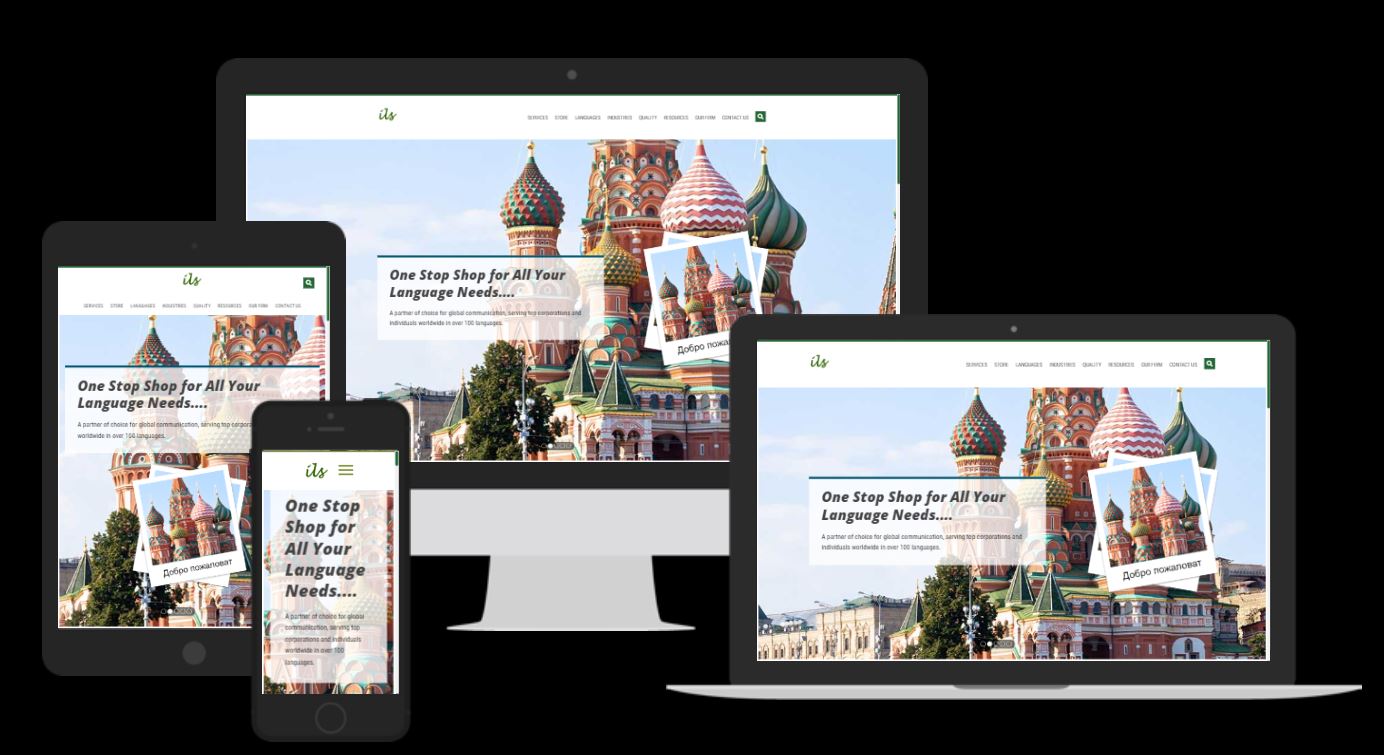 ils
SERVICES STORE LANGUAGES INDUSTRIES QUALITY RESOURCES OUR FIRM CONTACT US
One Stop Shop for All Your
Language Needs....
A partner of choice for global communication, serving top corporations and
individuals worldwide in over 100 languages.
Добро пожа
ils
SERVICES STORE LANGUAGES INDUSTRIES QUALITY RESOURCES OUR FIRM CONTACT US
One Stop Shop for All Your
Language Needs....
A partner of choice for global communication, serving top corpora
worldwide in over 100 languages.
Добро пожаловат
ils
One Stop
Shop for
All Your
Language
Needs....
A partner of choice for global
communication, serving top
corporations and individuals
worldwide in over 100
languages.
ils
SERVICES STORE LANGUAGES INDUSTRIES QUALITY RESOURCES OUR FIRM CONTACT US
One Stop Shop for All Your
Language Needs....
A partner of choice for global communication, serving top corporations and
individuals worldwide in over 100 languages.
Добро пожаловат